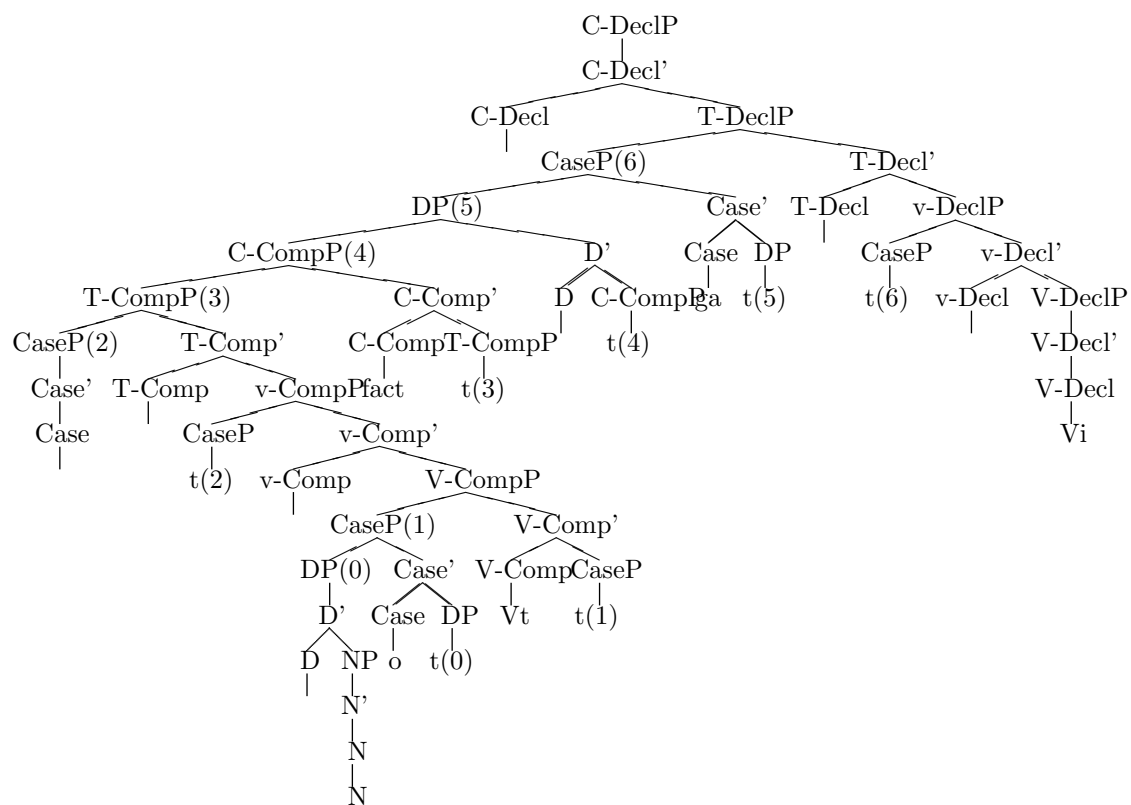 C-DeclP
C-Decl'
C-Decl T-DeclP
CaseP(6) T-Decl'
DP(5) Case' T-Decl v-DeclP
C-CompP(4) D' Case DP CaseP v-Decl'
T-CompP(3) C-Comp' D C-CompP ga t(5) t(6) v-Decl V-DeclP
CaseP(2) T-Comp' C-Comp T-CompP t(4) V-Decl'
Case' T-Comp v-CompP fact t(3) V-Decl
Case CaseP v-Comp' Vi
t(2) v-Comp V-CompP
CaseP(1) V-Comp'
DP(0) Case' V-Comp CaseP
D' Case DP Vt t(1)
D NP o t(0)
N'
N
N